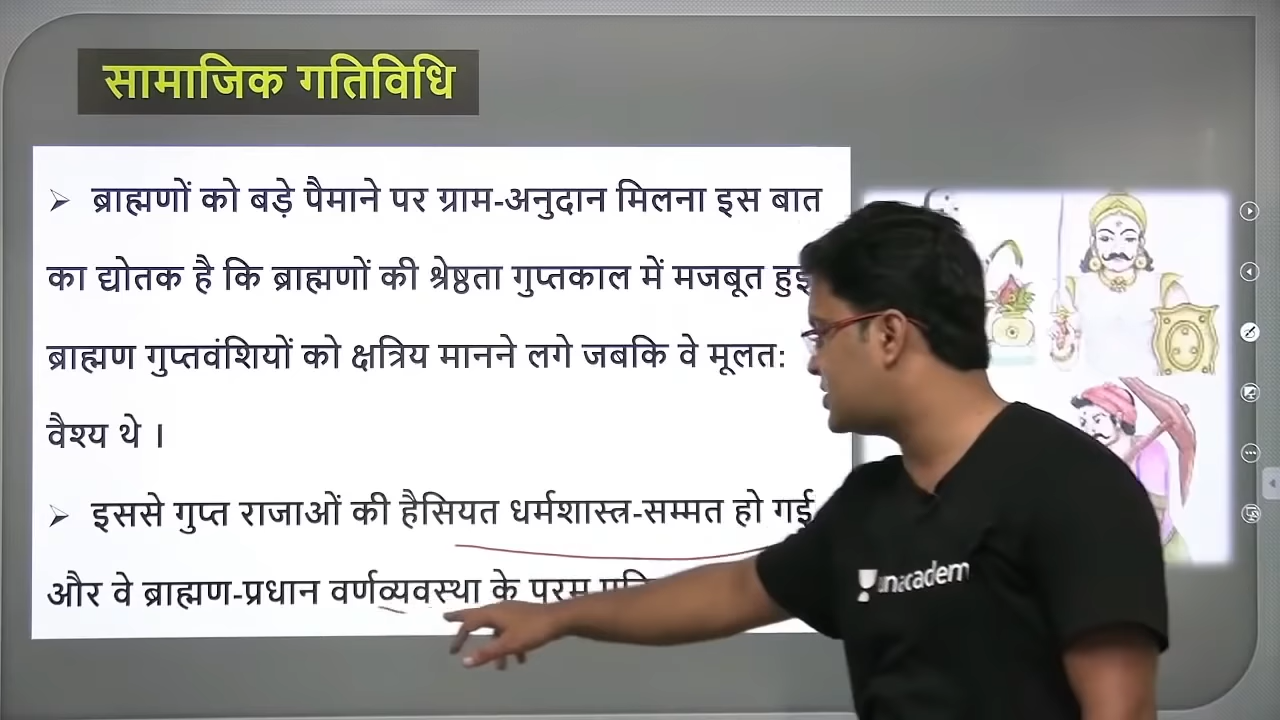 सामाजिक गतिविधि
➢ ब्राह्मणों को बड़े पैमाने पर ग्राम-अनुदान मिलना इस बात
का द्योतक है कि ब्राह्मणों की श्रेष्ठता गुप्तकाल में मजबूत हुई
ब्राह्मण गुप्तवंशियों को क्षत्रिय मानने लगे जबकि वे मूलत:
वैश्य थे ।
➢ इससे गुप्त राजाओं की हैसियत धर्मशास्त्र-सम्मत हो गई
और वे ब्राह्मण-प्रधान वर्णव्यवस्था के परम
unacadem